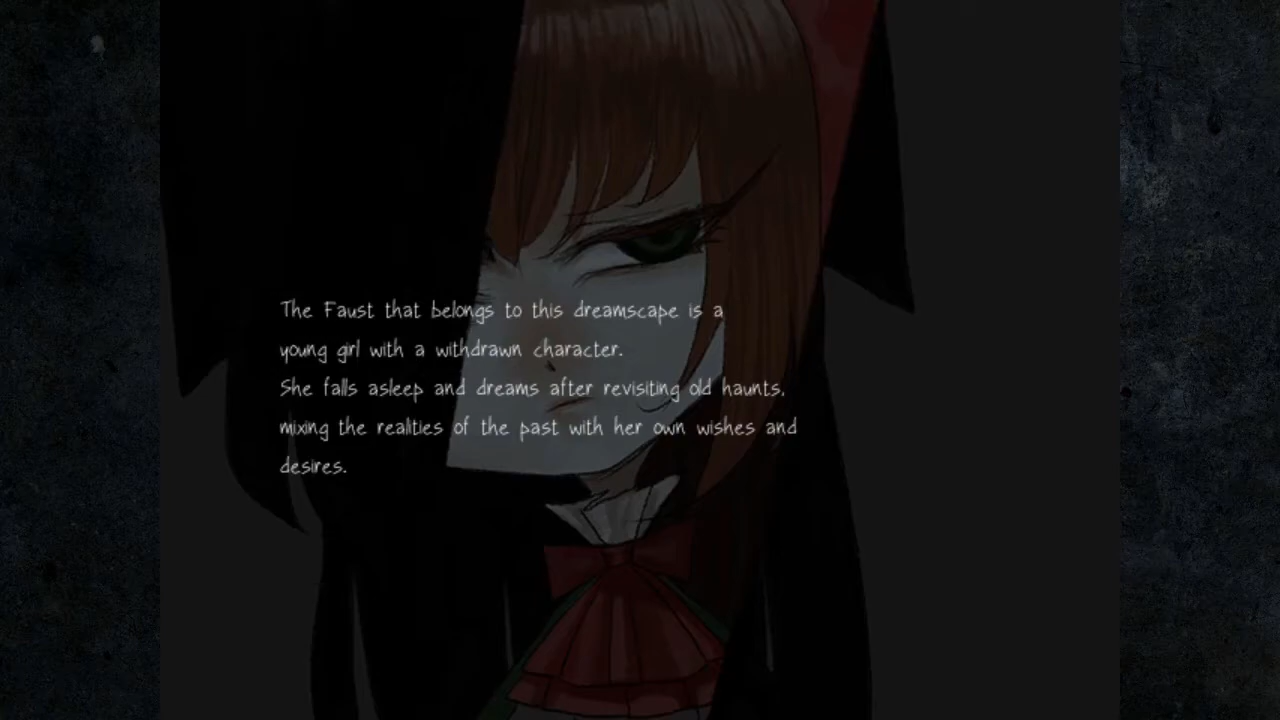 The Faust that belongs to this dreamscape is a
young girl with a withdrawn character.
She falls asleep and dreams after revisiting old haunts,
mixing the realities of the past with her own wishes and
desires.